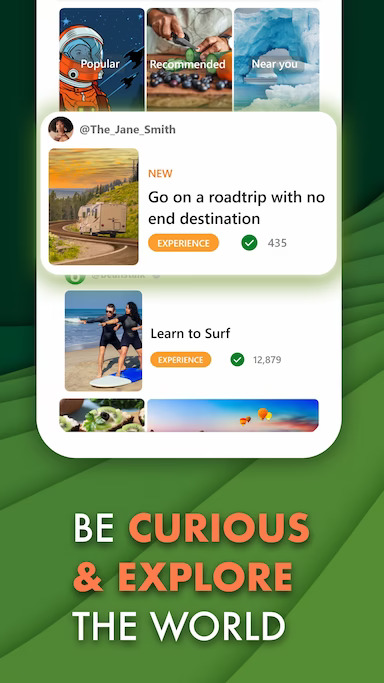 Popular
Recommended
Near you
@The_Jane_Smith
NEW
Go on a roadtrip with no
end destination
EXPERIENCE
435
Learn to Surf
EXPERIENCE
12,879
BE CURIOUS
& EXPLORE
THE WORLD